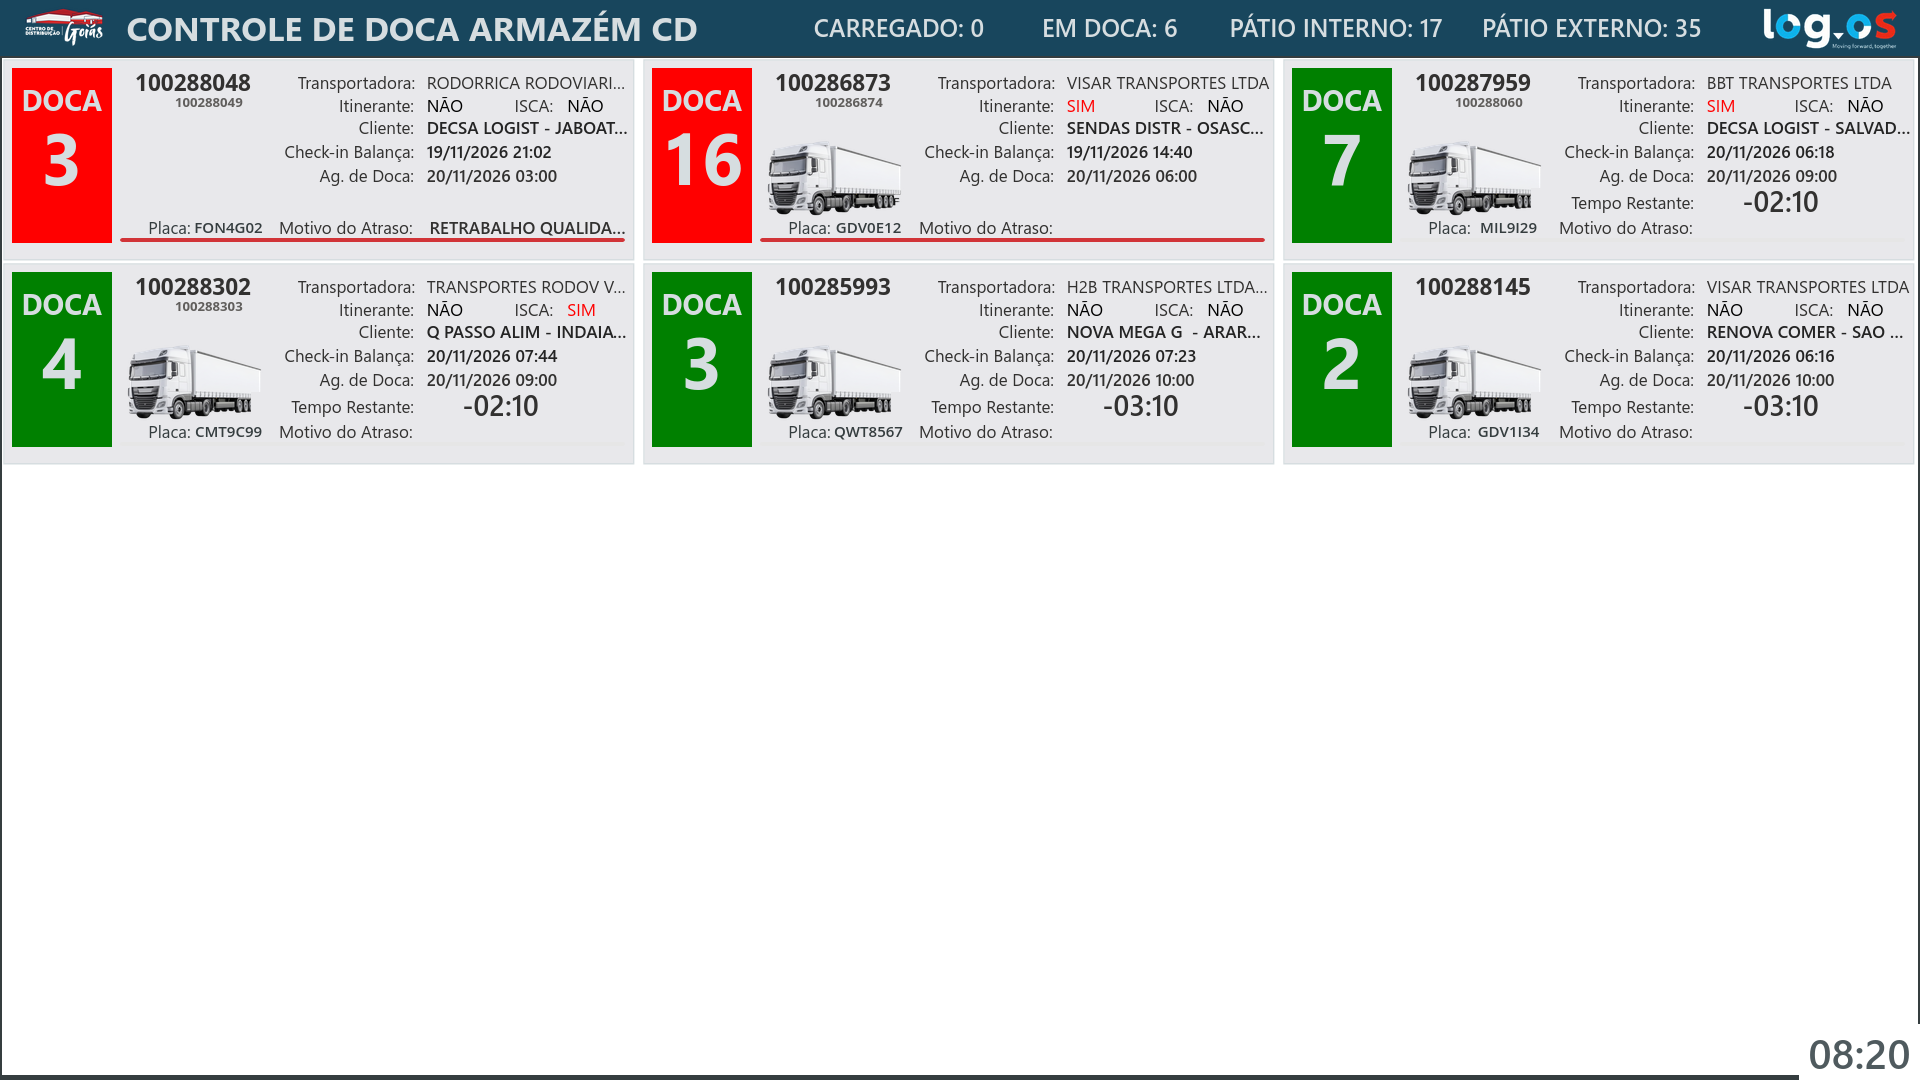 CENTRO DE DISTRIBUIÇÃO Goiás
CONTROLE DE DOCA ARMAZÉM CD
CARREGADO: 0
EM DOCA: 6
PÁTIO INTERNO: 17
PÁTIO EXTERNO: 35
log.os
Moving forward, together
DOCA
3
100288048
100288049
Transportadora: RODORRICA RODOVIARI...
Itinerante: NÃO ISCA: NÃO
Cliente: DECSA LOGIST - JABOAT...
Check-in Balança: 19/11/2026 21:02
Ag. de Doca: 20/11/2026 03:00
Placa: FON4G02 Motivo do Atraso: RETRABALHO QUALIDA...
DOCA
16
100286873
100286874
Transportadora: VISAR TRANSPORTES LTDA
Itinerante: SIM ISCA: NÃO
Cliente: SENDAS DISTR - OSASC...
Check-in Balança: 19/11/2026 14:40
Ag. de Doca: 20/11/2026 06:00
Placa: GDV0E12 Motivo do Atraso:
DOCA
7
100287959
100288060
Transportadora: BBT TRANSPORTES LTDA
Itinerante: SIM ISCA: NÃO
Cliente: DECSA LOGIST - SALVAD...
Check-in Balança: 20/11/2026 06:18
Ag. de Doca: 20/11/2026 09:00
Tempo Restante: -02:10
Placa: MIL9I29 Motivo do Atraso:
DOCA
4
100288302
100288303
Transportadora: TRANSPORTES RODOV V...
Itinerante: NÃO ISCA: SIM
Cliente: Q PASSO ALIM - INDAIA...
Check-in Balança: 20/11/2026 07:44
Ag. de Doca: 20/11/2026 09:00
Tempo Restante: -02:10
Placa: CMT9C99 Motivo do Atraso:
DOCA
3
100285993
Transportadora: H2B TRANSPORTES LTDA...
Itinerante: NÃO ISCA: NÃO
Cliente: NOVA MEGA G - ARAR...
Check-in Balança: 20/11/2026 07:23
Ag. de Doca: 20/11/2026 10:00
Tempo Restante: -03:10
Placa: QWT8567 Motivo do Atraso:
DOCA
2
100288145
Transportadora: VISAR TRANSPORTES LTDA
Itinerante: NÃO ISCA: NÃO
Cliente: RENOVA COMER - SAO ...
Check-in Balança: 20/11/2026 06:16
Ag. de Doca: 20/11/2026 10:00
Tempo Restante: -03:10
Placa: GDV1I34 Motivo do Atraso:
08:20